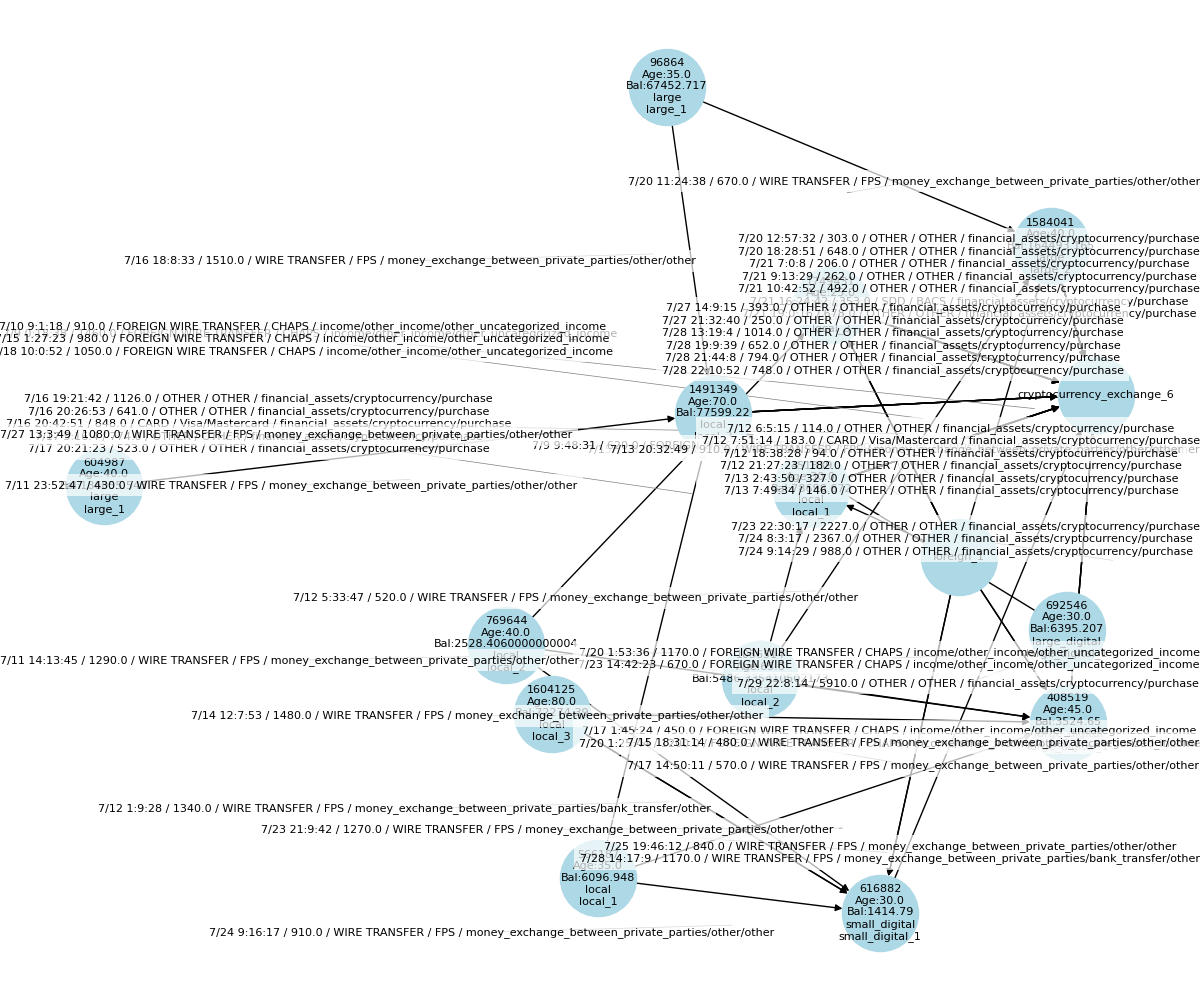 96864
Age:35.0
Bal:67452.717
large
large_1
7/20 11:24:38 / 670.0 / WIRE TRANSFER / FPS / money_exchange_between_private_parties/other/other
1584041
Age:40.0
7/20 12:57:32 / 303.0 / OTHER / OTHER / financial_assets/cryptocurrency/purchase
7/20 18:28:51 / 648.0 / OTHER / OTHER / financial_assets/cryptocurrency/purchase
7/16 18:8:33 / 1510.0 / WIRE TRANSFER / FPS / money_exchange_between_private_parties/other/other
7/21 7:0:8 / 206.0 / OTHER / OTHER / financial_assets/cryptocurrency/purchase
7/21 9:13:29 / 262.0 / OTHER / OTHER / financial_assets/cryptocurrency/purchase
7/21 10:42:52 / 492.0 / OTHER / OTHER / financial_assets/cryptocurrency/purchase
7/27 14:9:15 / 393.0 / OTHER / OTHER / financial_assets/cryptocurrency/purchase
7/27 21:32:40 / 250.0 / OTHER / OTHER / financial_assets/cryptocurrency/purchase
7/28 13:19:4 / 1014.0 / OTHER / OTHER / financial_assets/cryptocurrency/purchase
7/28 19:9:39 / 652.0 / OTHER / OTHER / financial_assets/cryptocurrency/purchase
7/28 21:44:8 / 794.0 / OTHER / OTHER / financial_assets/cryptocurrency/purchase
7/28 22:10:52 / 748.0 / OTHER / OTHER / financial_assets/cryptocurrency/purchase
7/10 9:1:18 / 910.0 / FOREIGN WIRE TRANSFER / CHAPS / income/other_income/other_uncategorized_income
/15 1:27:23 / 980.0 / FOREIGN WIRE TRANSFER / CHAPS / income/other_income/other_uncategorized_income
/18 10:0:52 / 1050.0 / FOREIGN WIRE TRANSFER / CHAPS / income/other_income/other_uncategorized_income
1491349
Age:70.0
Bal:77599.22
local
cryptocurrency_exchange_6
7/16 19:21:42 / 1126.0 / OTHER / OTHER / financial_assets/cryptocurrency/purchase
7/16 20:26:53 / 641.0 / OTHER / OTHER / financial_assets/cryptocurrency/purchase
7/16 20:42:51 / 848.0 / CARD / Visa/Mastercard / financial_assets/cryptocurrency/purchase
7/27 13:3:49 / 1080.0 / WIRE TRANSFER / FPS / money_exchange_between_private_parties/other/other
7/17 20:21:23 / 523.0 / OTHER / OTHER / financial_assets/cryptocurrency/purchase
7/12 6:5:15 / 114.0 / OTHER / OTHER / financial_assets/cryptocurrency/purchase
7/12 7:51:14 / 183.0 / CARD / Visa/Mastercard / financial_assets/cryptocurrency/purchase
7/9 9:48:31 /
7/13 20:32:49 /
7/12 18:38:28 / 94.0 / OTHER / OTHER / financial_assets/cryptocurrency/purchase
7/12 21:27:23 / 182.0 / OTHER / OTHER / financial_assets/cryptocurrency/purchase
7/13 2:43:50 / 327.0 / OTHER / OTHER / financial_assets/cryptocurrency/purchase
7/13 7:49:34 / 146.0 / OTHER / OTHER / financial_assets/cryptocurrency/purchase
604987
Age:40.0
7/11 23:52:47 / 430.0 / WIRE TRANSFER / FPS / money_exchange_between_private_parties/other/other
large
large_1
local
local_1
7/23 22:30:17 / 2227.0 / OTHER / OTHER / financial_assets/cryptocurrency/purchase
7/24 8:3:17 / 2367.0 / OTHER / OTHER / financial_assets/cryptocurrency/purchase
7/24 9:14:29 / 988.0 / OTHER / OTHER / financial_assets/cryptocurrency/purchase
foreign_1
7/12 5:33:47 / 520.0 / WIRE TRANSFER / FPS / money_exchange_between_private_parties/other/other
692546
Age:30.0
Bal:6395.207
large_digital
769644
Age:40.0
Bal:2528.4060000000004
local
local_2
7/11 14:13:45 / 1290.0 / WIRE TRANSFER / FPS / money_exchange_between_private_parties/other/other
7/20 1:53:36 / 1170.0 / FOREIGN WIRE TRANSFER / CHAPS / income/other_income/other_uncategorized_income
7/23 14:42:23 / 670.0 / FOREIGN WIRE TRANSFER / CHAPS / income/other_income/other_uncategorized_income
7/29 22:8:14 / 5910.0 / OTHER / OTHER / financial_assets/cryptocurrency/purchase
local
local_2
1604125
Age:80.0
local
local_3
408519
Age:45.0
Bal:3524.65
7/14 12:7:53 / 1480.0 / WIRE TRANSFER / FPS / money_exchange_between_private_parties/other/other
7/17 1:45:24 / 450.0 / FOREIGN WIRE TRANSFER / CHAPS / income/other_income/other_uncategorized_income
7/15 18:31:14 / 480.0 / WIRE TRANSFER / FPS / money_exchange_between_private_parties/other/other
7/17 14:50:11 / 570.0 / WIRE TRANSFER / FPS / money_exchange_between_private_parties/other/other
7/12 1:9:28 / 1340.0 / WIRE TRANSFER / FPS / money_exchange_between_private_parties/bank_transfer/other
7/23 21:9:42 / 1270.0 / WIRE TRANSFER / FPS / money_exchange_between_private_parties/other/other
7/25 19:46:12 / 840.0 / WIRE TRANSFER / FPS / money_exchange_between_private_parties/other/other
7/28 14:17:9 / 1170.0 / WIRE TRANSFER / FPS / money_exchange_between_private_parties/bank_transfer/other
Age:35.0
Bal:6096.948
local
local_1
616882
Age:30.0
Bal:1414.79
small_digital
small_digital_1
7/24 9:16:17 / 910.0 / WIRE TRANSFER / FPS / money_exchange_between_private_parties/other/other